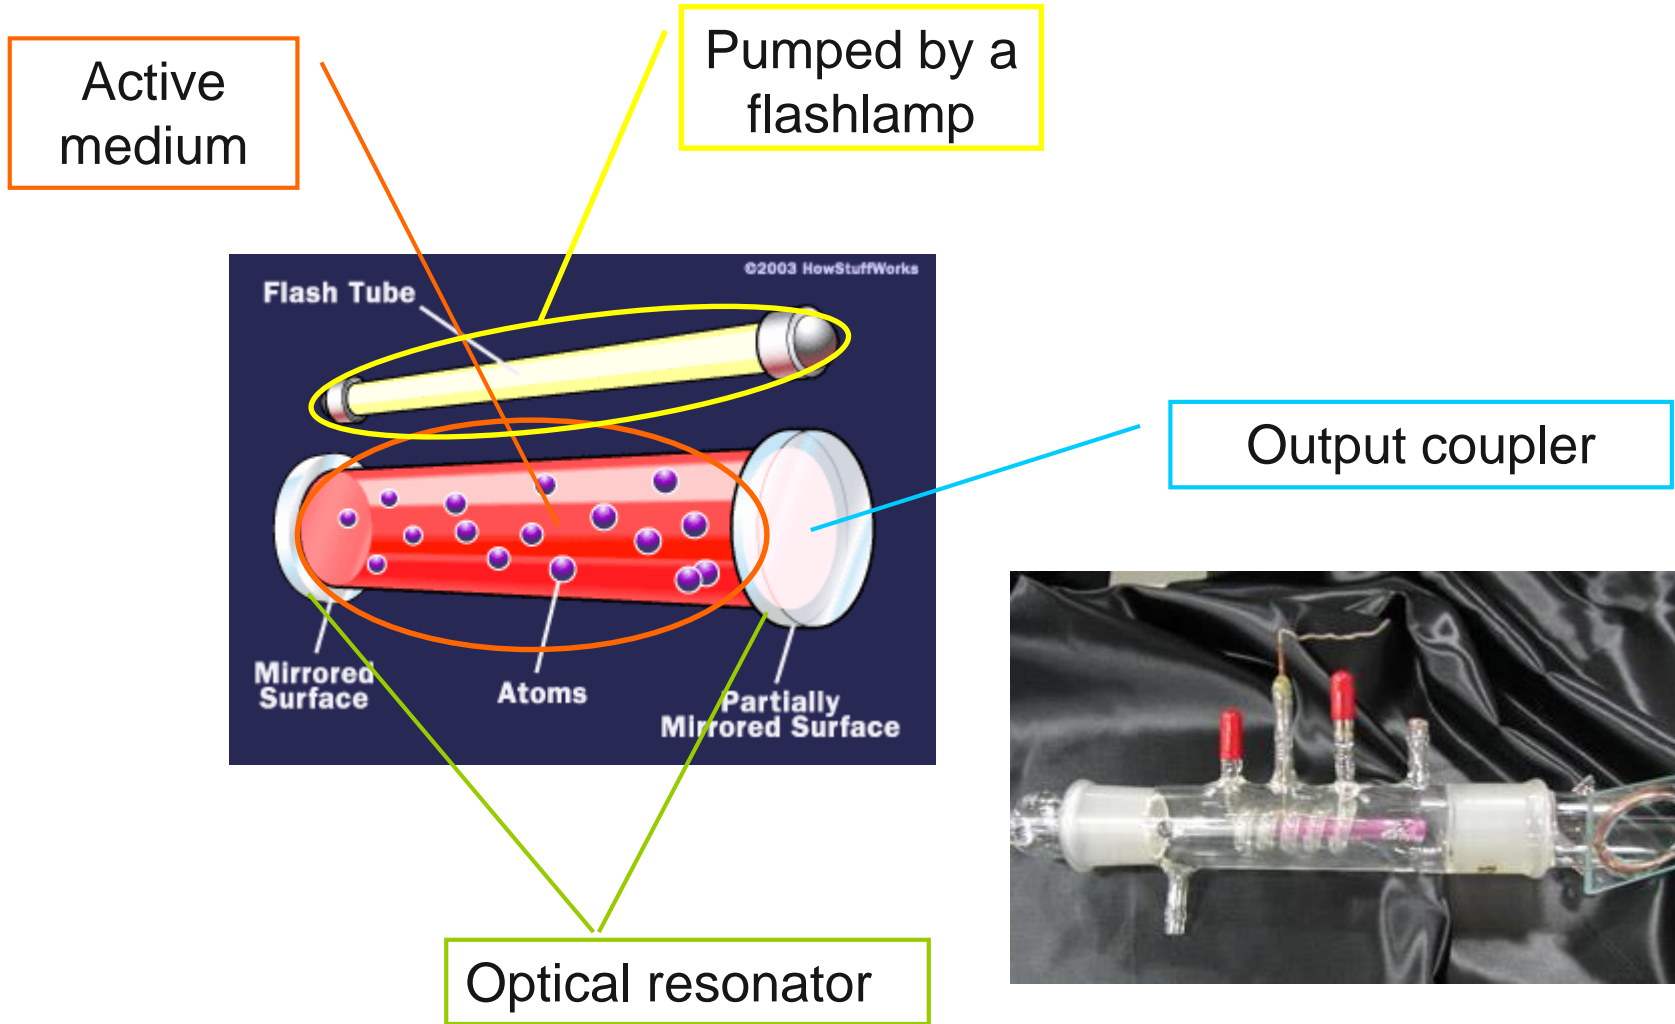 Active
medium
Pumped by a
flashlamp
©2003 HowStuffWorks
Flash Tube
Output coupler
Mirrored
Surface
Atoms
Partially
Mirrored Surface
Optical resonator